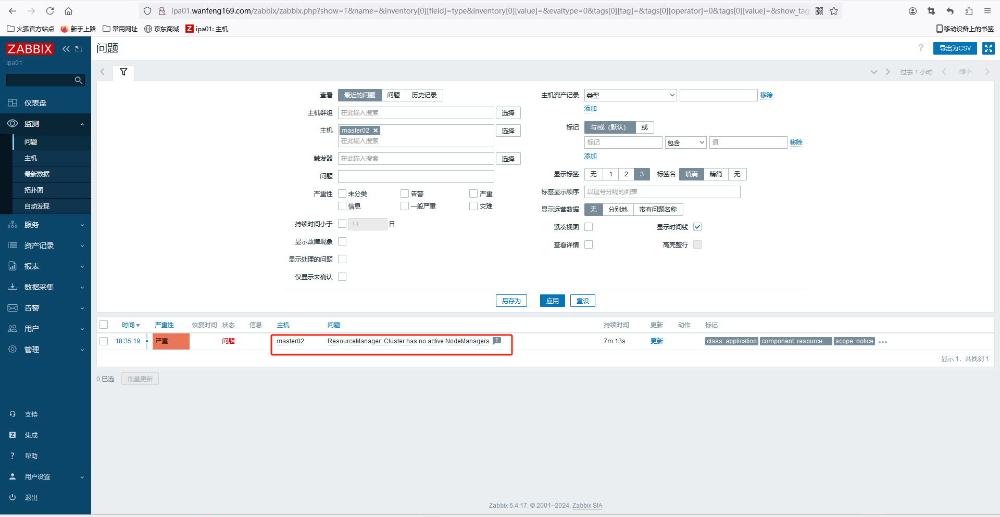 ipa01.wanfeng169.com/zabbix/zabbix.php?show=1&name=&inventory[0][field]=type&inventory[0][value]=&evaltype=0&tags[0][tag]=&tags[0][operator]=0&tags[0][value]=&show_tag
火狐官方站点 新手上路 常用网址 京东商城 Z ipa01: 主机 移动设备上的书签
ZABBIX
ipa01
仪表盘
监测
问题
主机
最新数据
拓扑图
自动发现
服务
资产记录
报表
数据采集
告警
用户
管理
支持
Z 集成
? 帮助
用户设置
退出
问题 ? 导出为CSV
过去 1 小时 缩小
查看 最近的问题 问题 历史记录
主机群组 在此输入搜索 选择
主机 master02 选择
在此输入搜索
触发器 在此输入搜索 选择
问题
严重性 未分类 告警 严重
信息 一般严重 灾难
持续时间小于 14 日
显示故障现象
显示处理的问题
仅显示未确认
主机资产记录 类型 移除
添加
标记 与/或（默认） 或
标记 包含 值 移除
添加
显示标签 无 1 2 3 标签名 填满 精简 无
标签显示顺序 以逗号分隔的列表
显示运营数据 无 分别地 带有问题名称
紧凑视图 显示时间线
查看详情 高亮整行
另存为 应用 重设
时间 严重性 恢复时间 状态 信息 主机 问题 持续时间 更新 动作 标记
18:35:19 严重 问题 master02 ResourceManager: Cluster has no active NodeManagers ? 7m 13s 更新 class: application component: resource... scope: notice
显示 1，共找到 1
0 已选 批量更新
Zabbix 6.4.17. © 2001–2024, Zabbix SIA